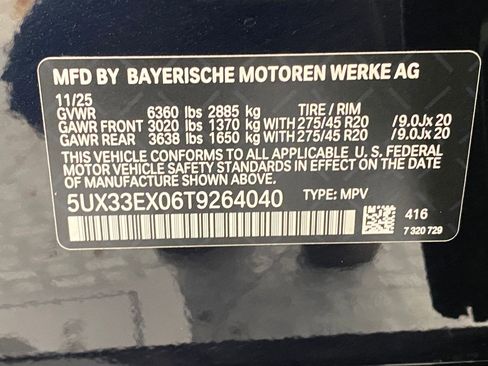 MFD BY BAYERISCHE MOTOREN WERKE AG
11/25
GVWR 6360 lbs 2885 kg TIRE / RIM
GAWR FRONT 3020 lbs 1370 kg WITH 275/45 R20 /9.0Jx20
GAWR REAR 3638 lbs 1650 kg WITH 275/45 R20 /9.0Jx20
THIS VEHICLE CONFORMS TO ALL APPLICABLE U.S. FEDERAL
MOTOR VEHICLE SAFETY STANDARDS IN EFFECT ON THE DATE
OF MANUFACTURE SHOWN ABOVE.
5UX33EX06T9264040 TYPE: MPV
416
7 320 729